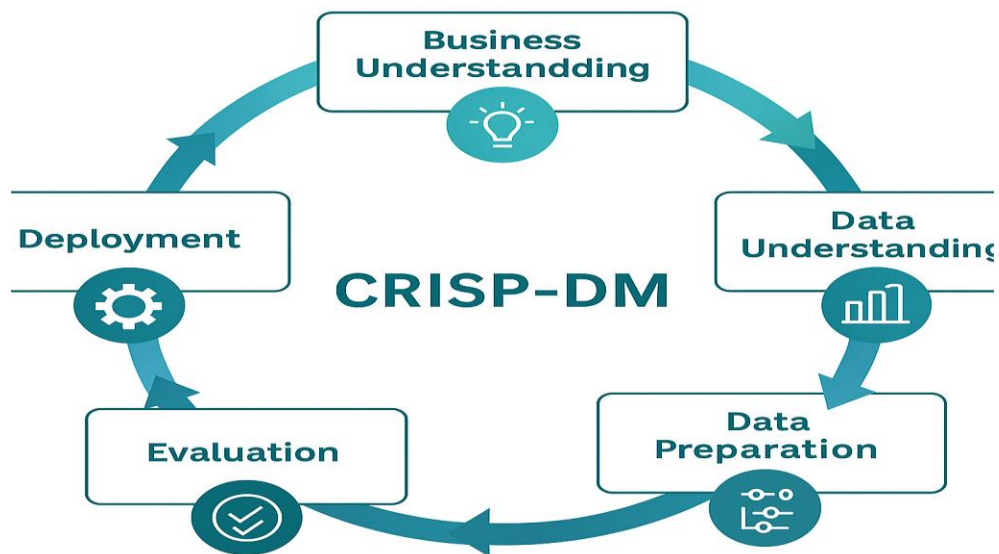 Business
Understandding
Deployment
Data
Understanding
CRISP-DM
Data
Preparation
Evaluation